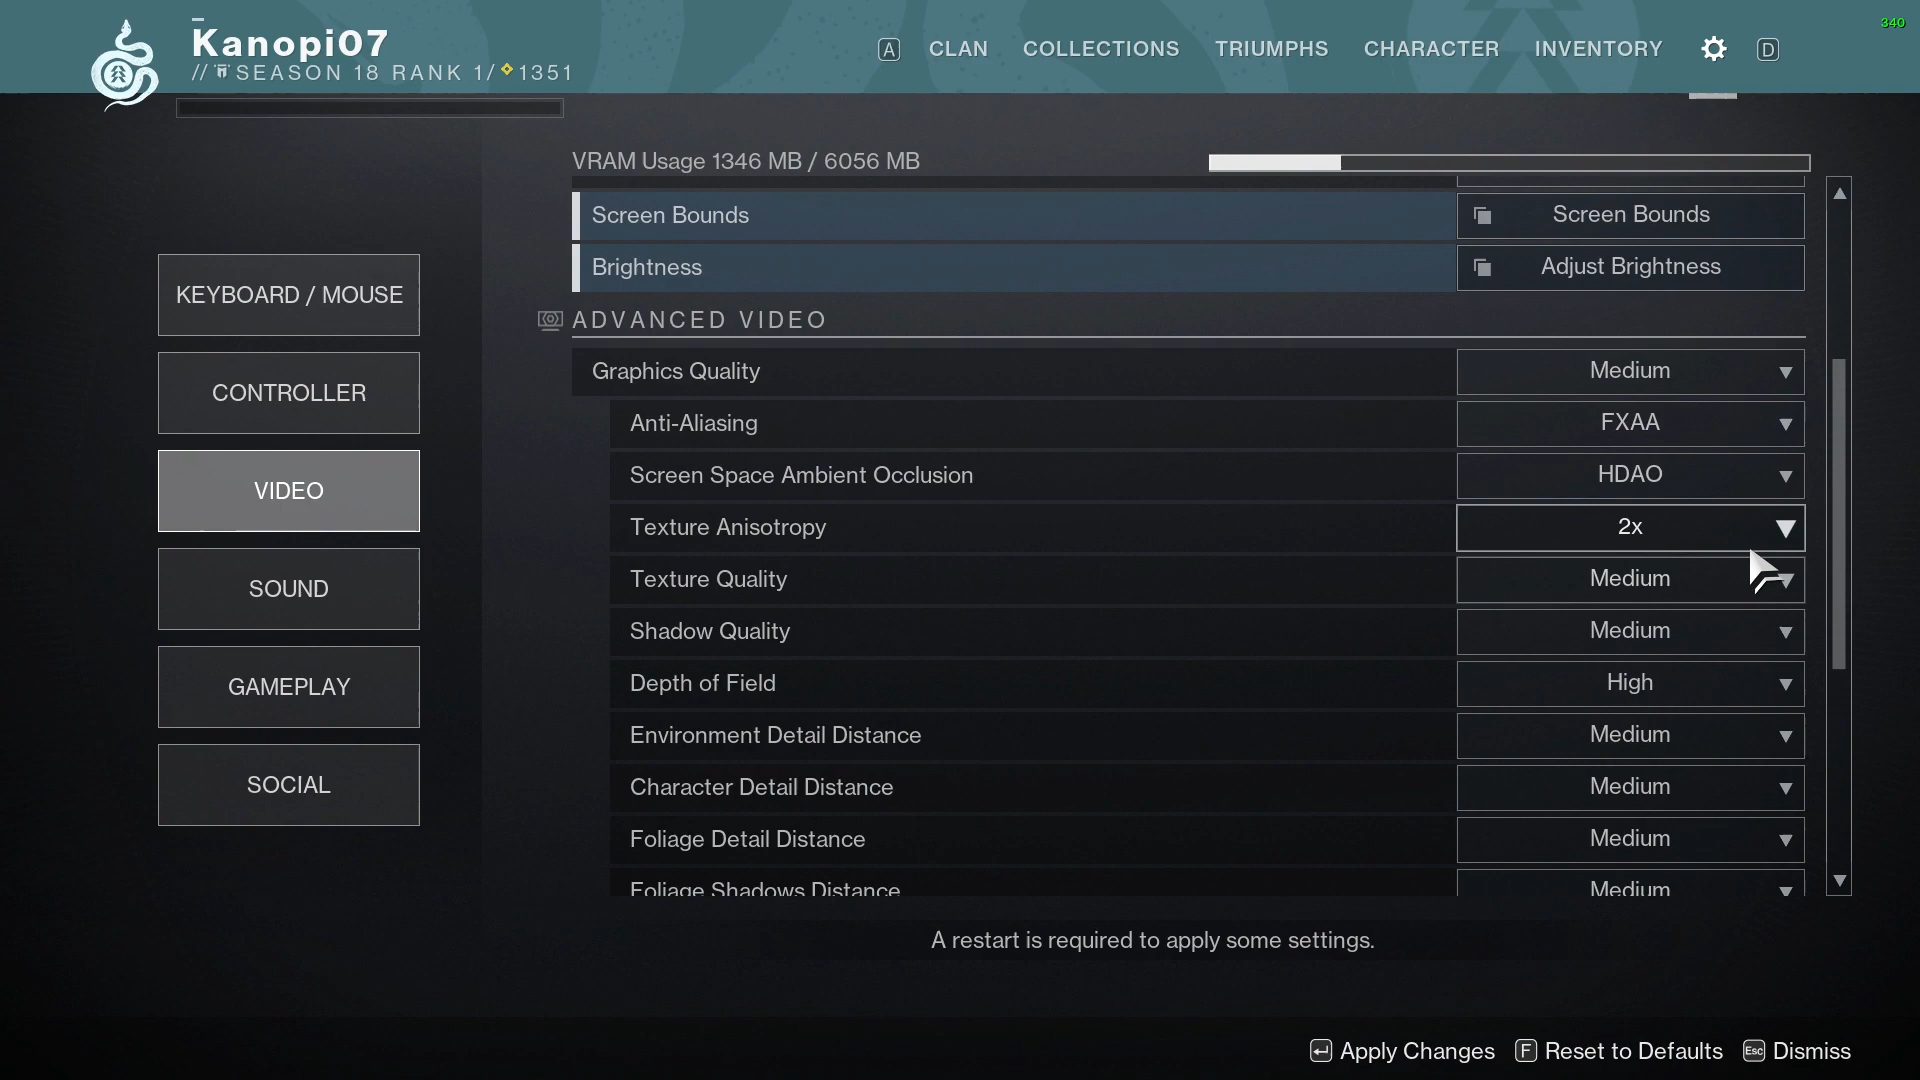 340
Kanopi07
// SEASON 18 RANK 1/ 1351
A CLAN COLLECTIONS TRIUMPHS CHARACTER INVENTORY D
VRAM Usage 1346 MB / 6056 MB
Screen Bounds Screen Bounds
Brightness Adjust Brightness
ADVANCED VIDEO
Graphics Quality Medium
Anti-Aliasing FXAA
Screen Space Ambient Occlusion HDAO
Texture Anisotropy 2x
Texture Quality Medium
Shadow Quality Medium
Depth of Field High
Environment Detail Distance Medium
Character Detail Distance Medium
Foliage Detail Distance Medium
Foliage Shadows Distance Medium
KEYBOARD / MOUSE
CONTROLLER
VIDEO
SOUND
GAMEPLAY
SOCIAL
A restart is required to apply some settings.
Apply Changes F Reset to Defaults Esc Dismiss